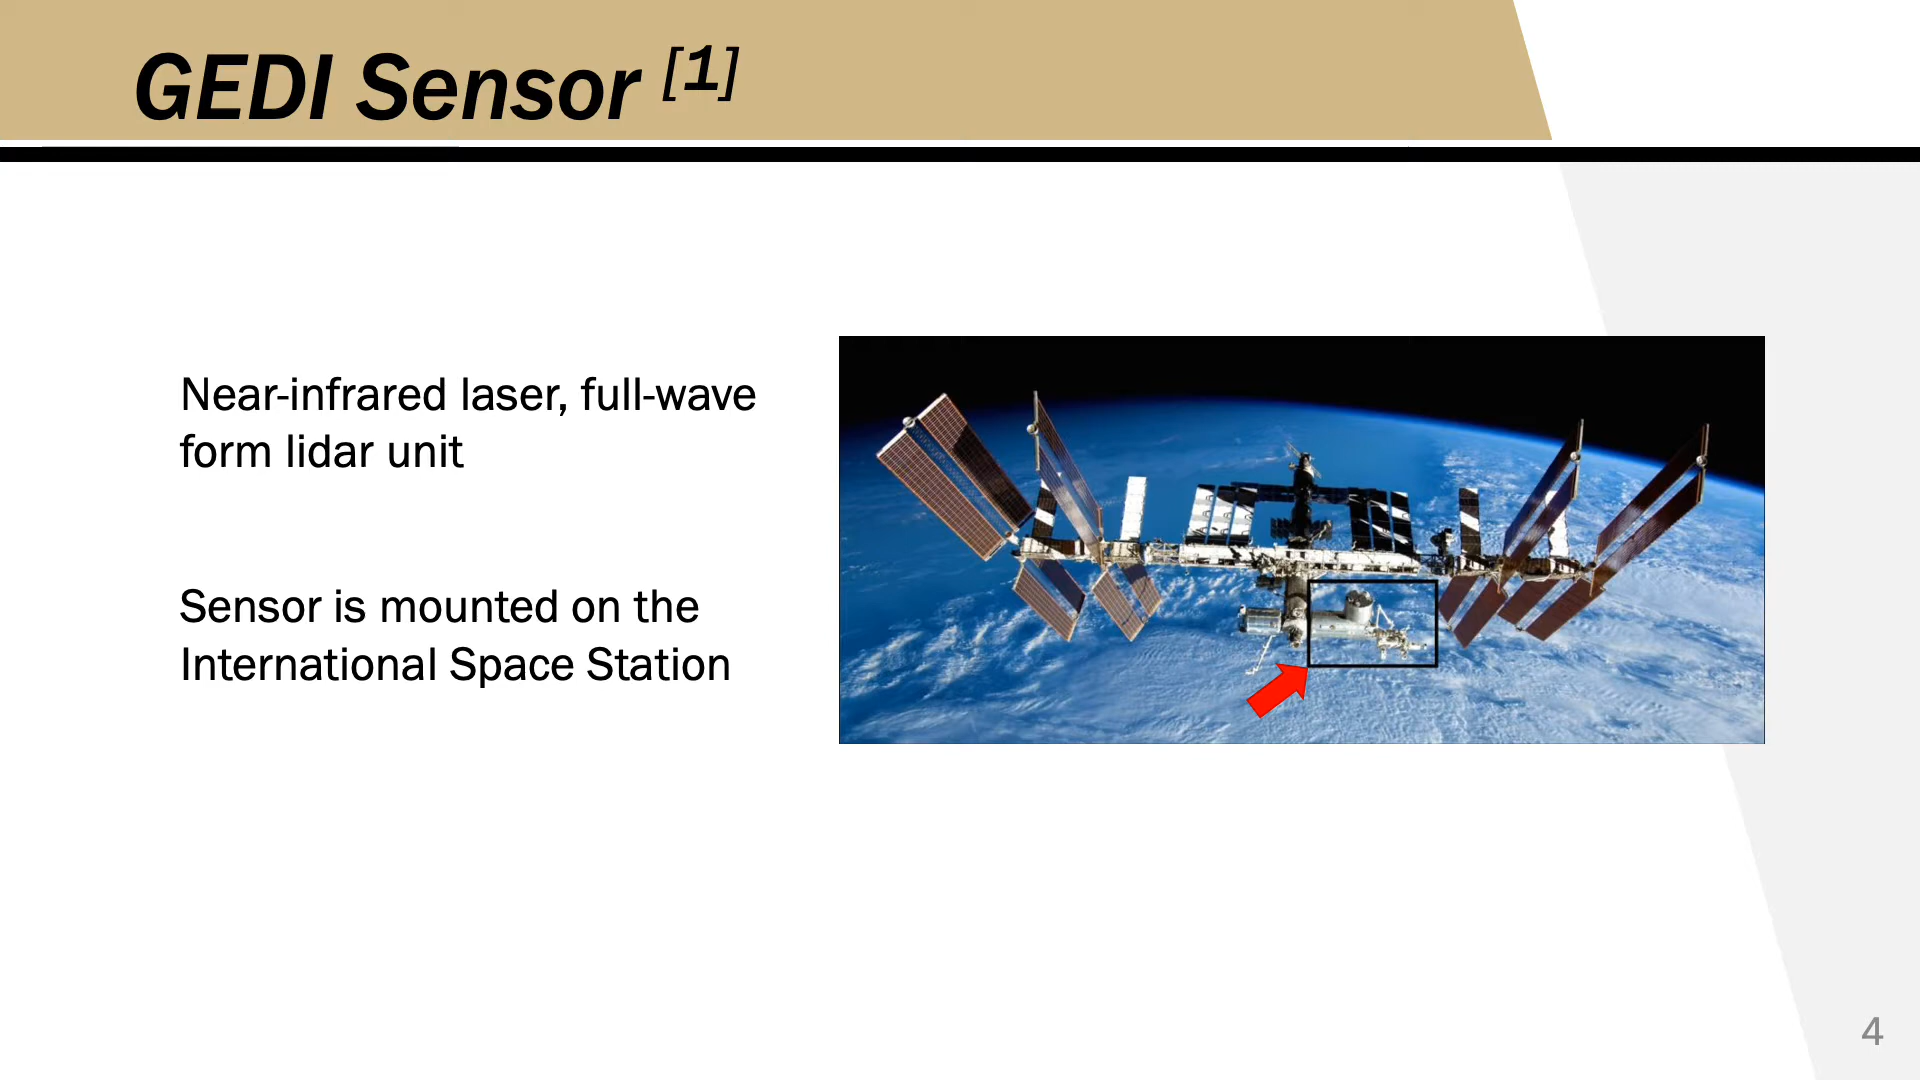 GEDI Sensor [1]
Near-infrared laser, full-wave
form lidar unit
Sensor is mounted on the
International Space Station
4